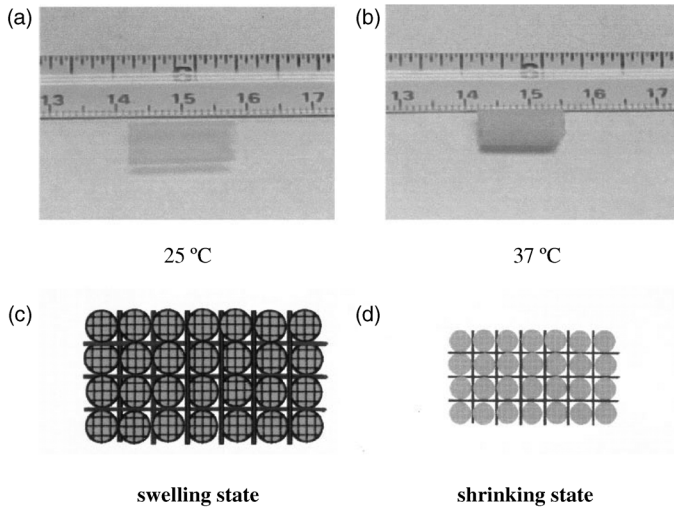 (a)
13 14 15 16 17
25 ºC
(b)
13 14 15 16 17
37 ºC
(c)
swelling state
(d)
shrinking state